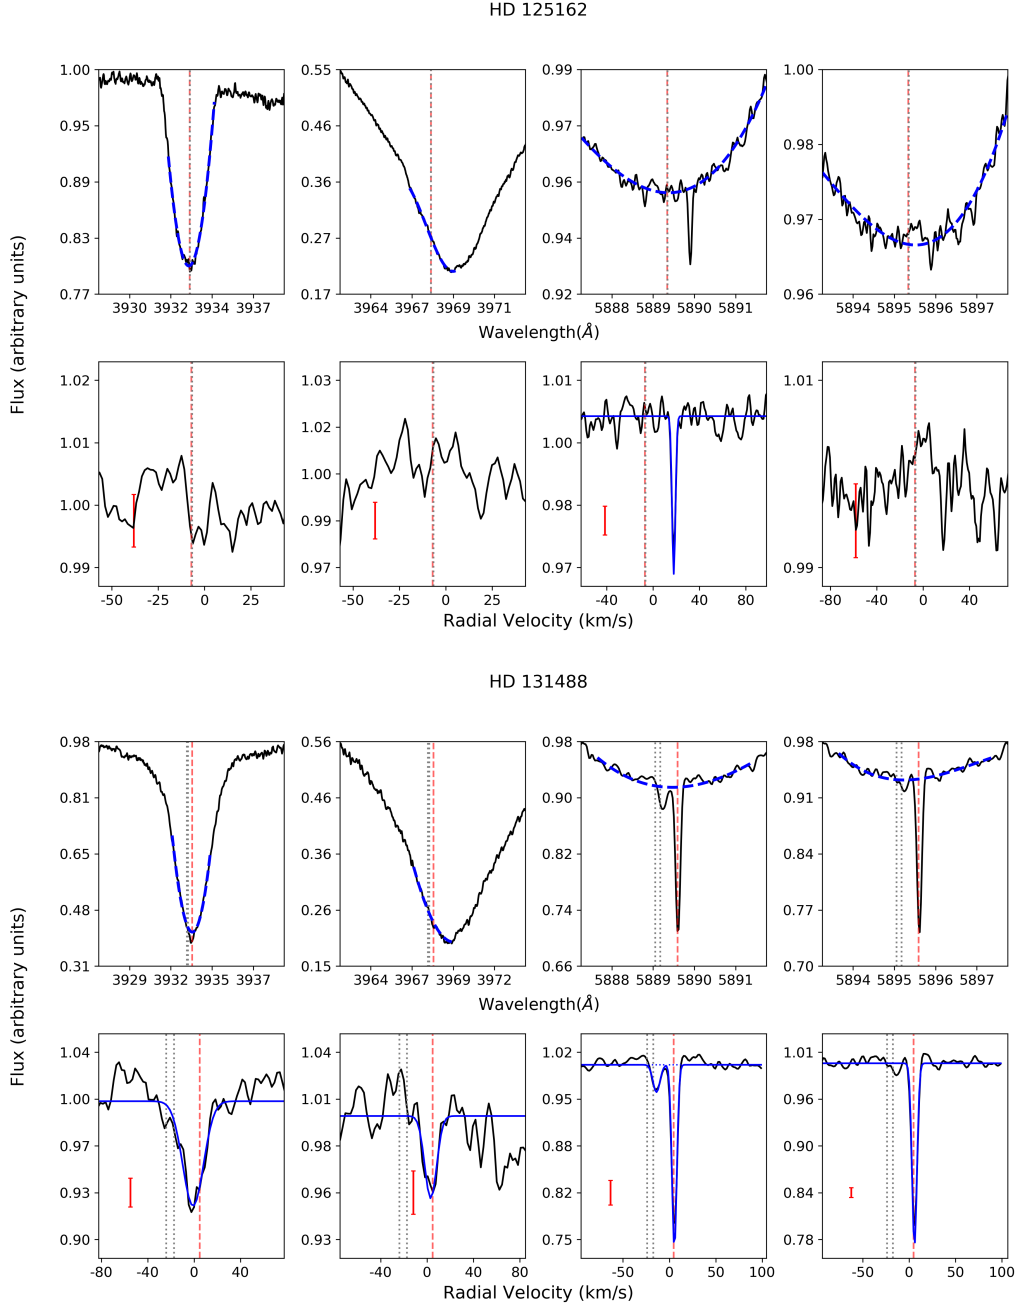 HD 125162
Flux (arbitrary units)
1.00 0.95 0.89 0.83 0.77
3930 3932 3934 3937
0.55 0.46 0.36 0.27 0.17
3964 3967 3969 3971
0.99 0.97 0.96 0.94 0.92
5888 5889 5890 5891
1.00 0.98 0.97 0.96
5894 5895 5896 5897
Wavelength(Å)
1.02 1.01 1.00 0.99
-50 -25 0 25
1.03 1.02 1.00 0.99 0.97
-50 -25 0 25
1.01 1.00 0.98 0.97
-40 0 40 80
1.01 0.99
-80 -40 0 40
Radial Velocity (km/s)
HD 131488
Flux (arbitrary units)
0.98 0.81 0.65 0.48 0.31
3929 3932 3935 3937
0.56 0.46 0.36 0.26 0.15
3964 3967 3969 3972
0.98 0.90 0.82 0.74 0.66
5888 5889 5890 5891
0.98 0.91 0.84 0.77 0.70
5894 5895 5896 5897
Wavelength(Å)
1.04 1.00 0.97 0.93 0.90
-80 -40 0 40
1.04 1.01 0.98 0.96 0.93
-40 0 40 80
1.02 0.95 0.88 0.82 0.75
-50 0 50 100
1.01 0.96 0.90 0.84 0.78
-50 0 50 100
Radial Velocity (km/s)